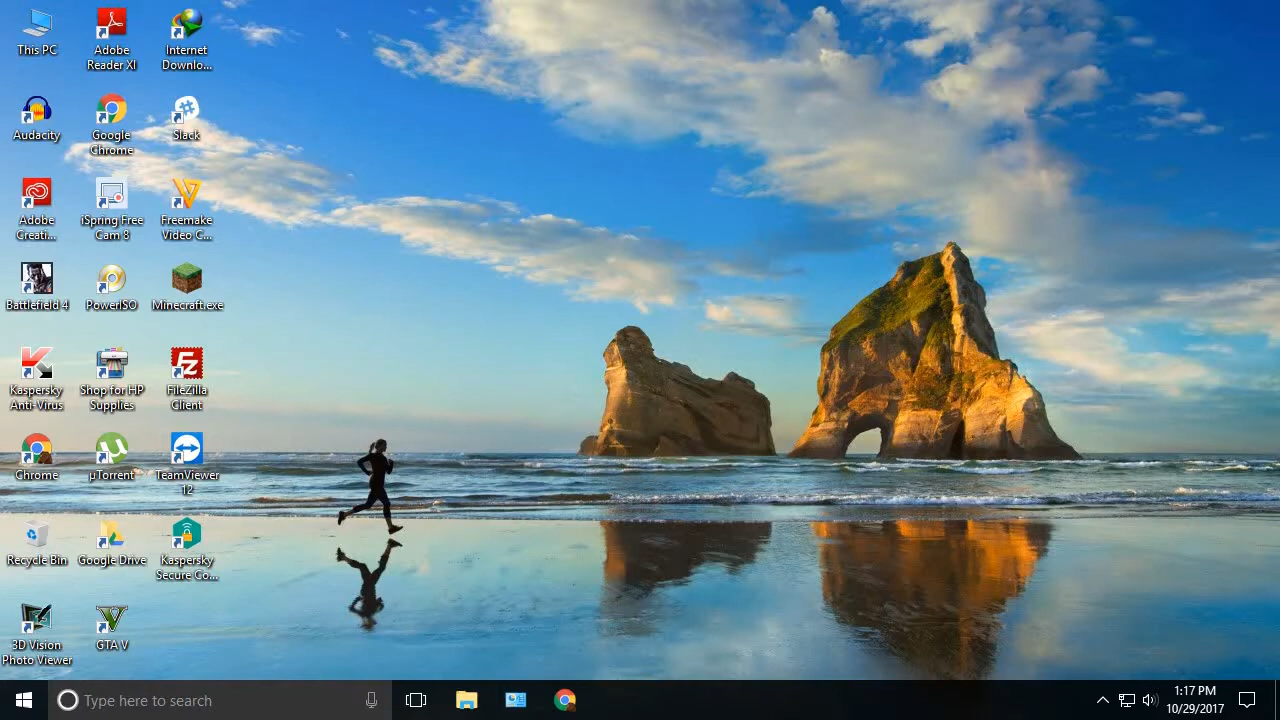 This PC
Adobe
Reader XI
Internet
Downlo...
Audacity
Google
Chrome
Slack
Adobe
Creati...
iSpring Free
Cam 8
Freemake
Video C...
Battlefield 4
PowerISO
Minecraft.exe
Kaspersky
Anti-Virus
Shop for HP
Supplies
FileZilla
Client
Chrome
µTorrent
TeamViewer
12
Recycle Bin
Google Drive
Kaspersky
Secure Co...
3D Vision
Photo Viewer
GTA V
Type here to search
1:17 PM
10/29/2017